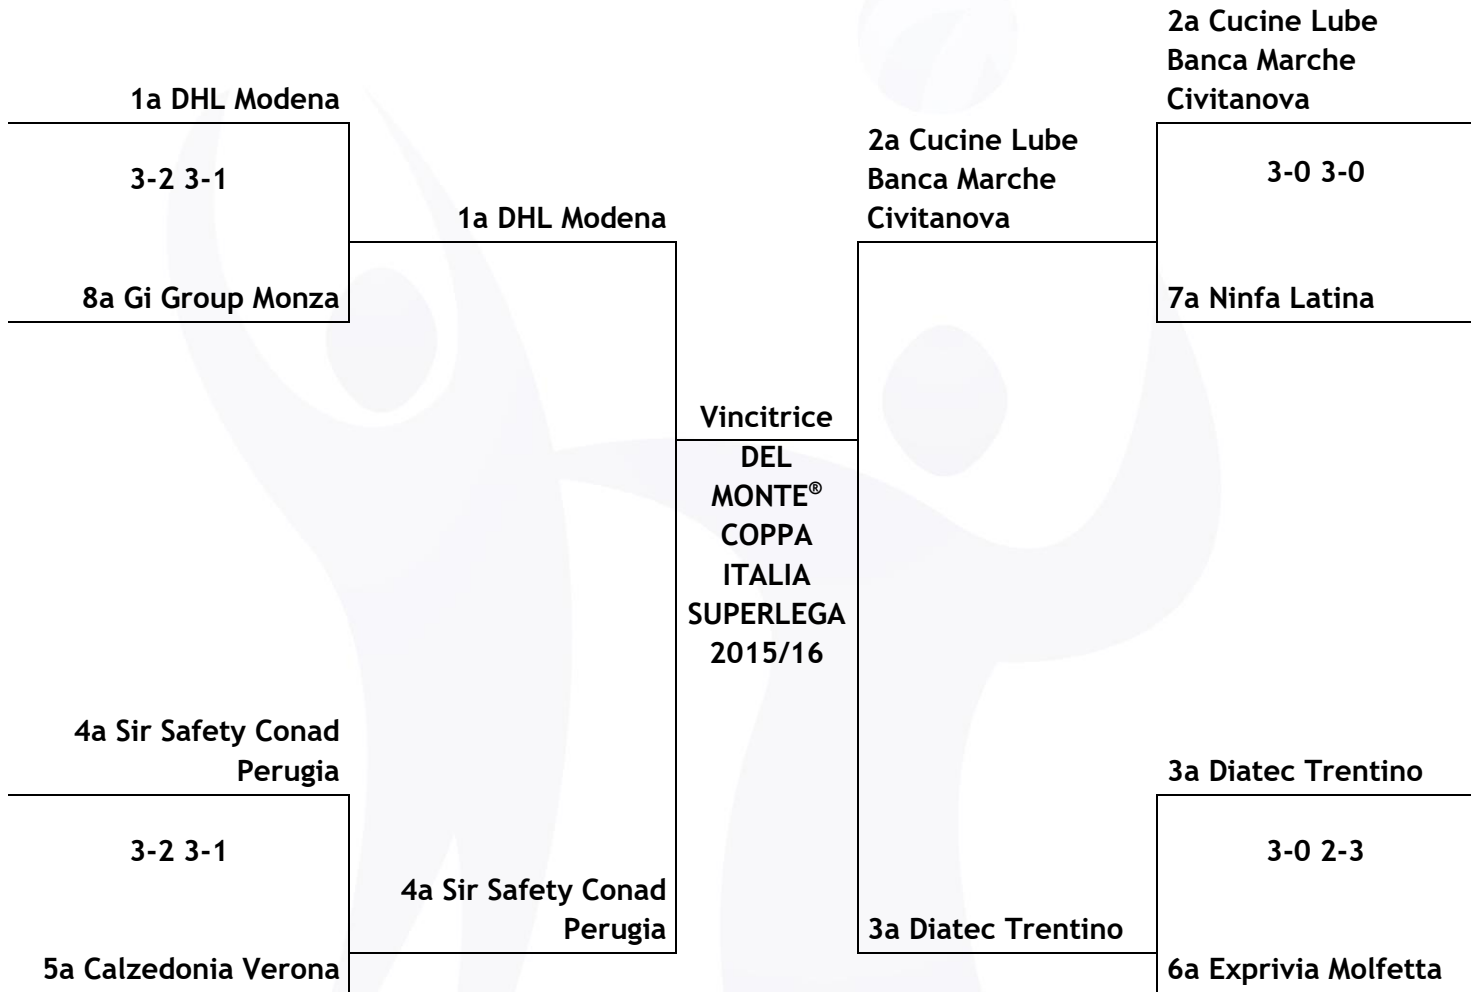 1a DHL Modena
3-2 3-1
8a Gi Group Monza
1a DHL Modena
4a Sir Safety Conad
Perugia
3-2 3-1
5a Calzedonia Verona
4a Sir Safety Conad
Perugia
Vincitrice
DEL
MONTE®
COPPA
ITALIA
SUPERLEGA
2015/16
2a Cucine Lube
Banca Marche
Civitanova
3a Diatec Trentino
2a Cucine Lube
Banca Marche
Civitanova
3-0 3-0
7a Ninfa Latina
3a Diatec Trentino
3-0 2-3
6a Exprivia Molfetta